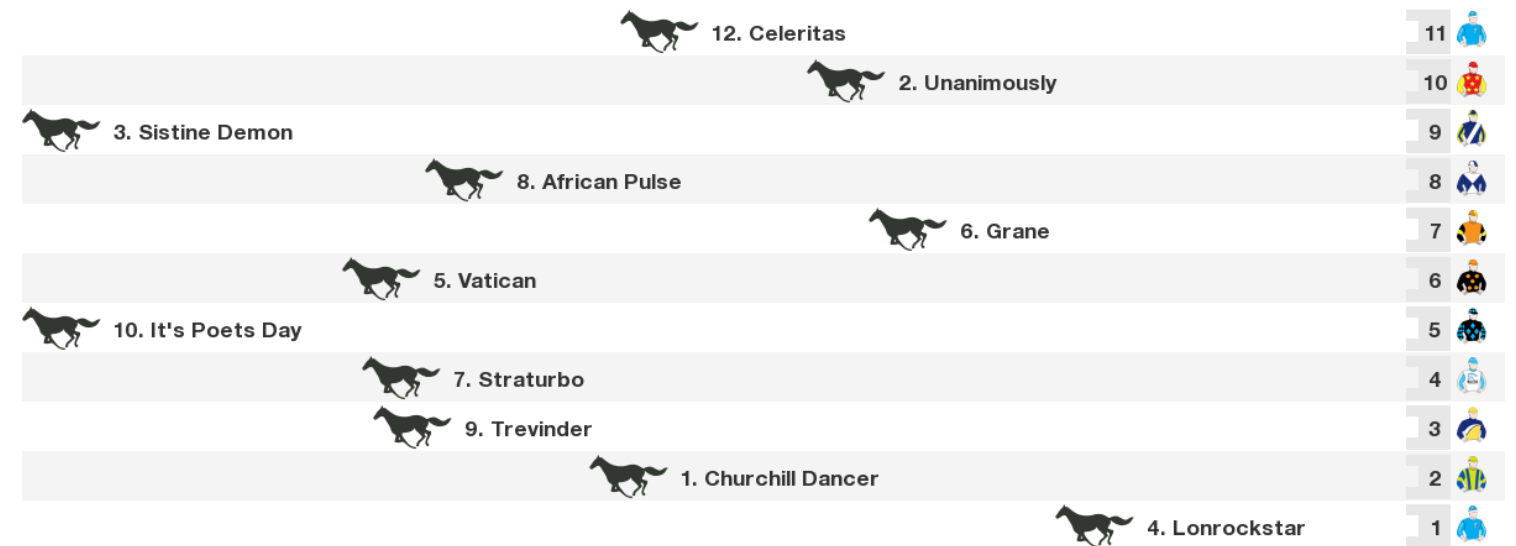 12. Celeritas 11
2. Unanimously 10
3. Sistine Demon 9
8. African Pulse 8
6. Grane 7
5. Vatican 6
10. It's Poets Day 5
7. Straturbo 4
9. Trevinder 3
1. Churchill Dancer 2
4. Lonrockstar 1